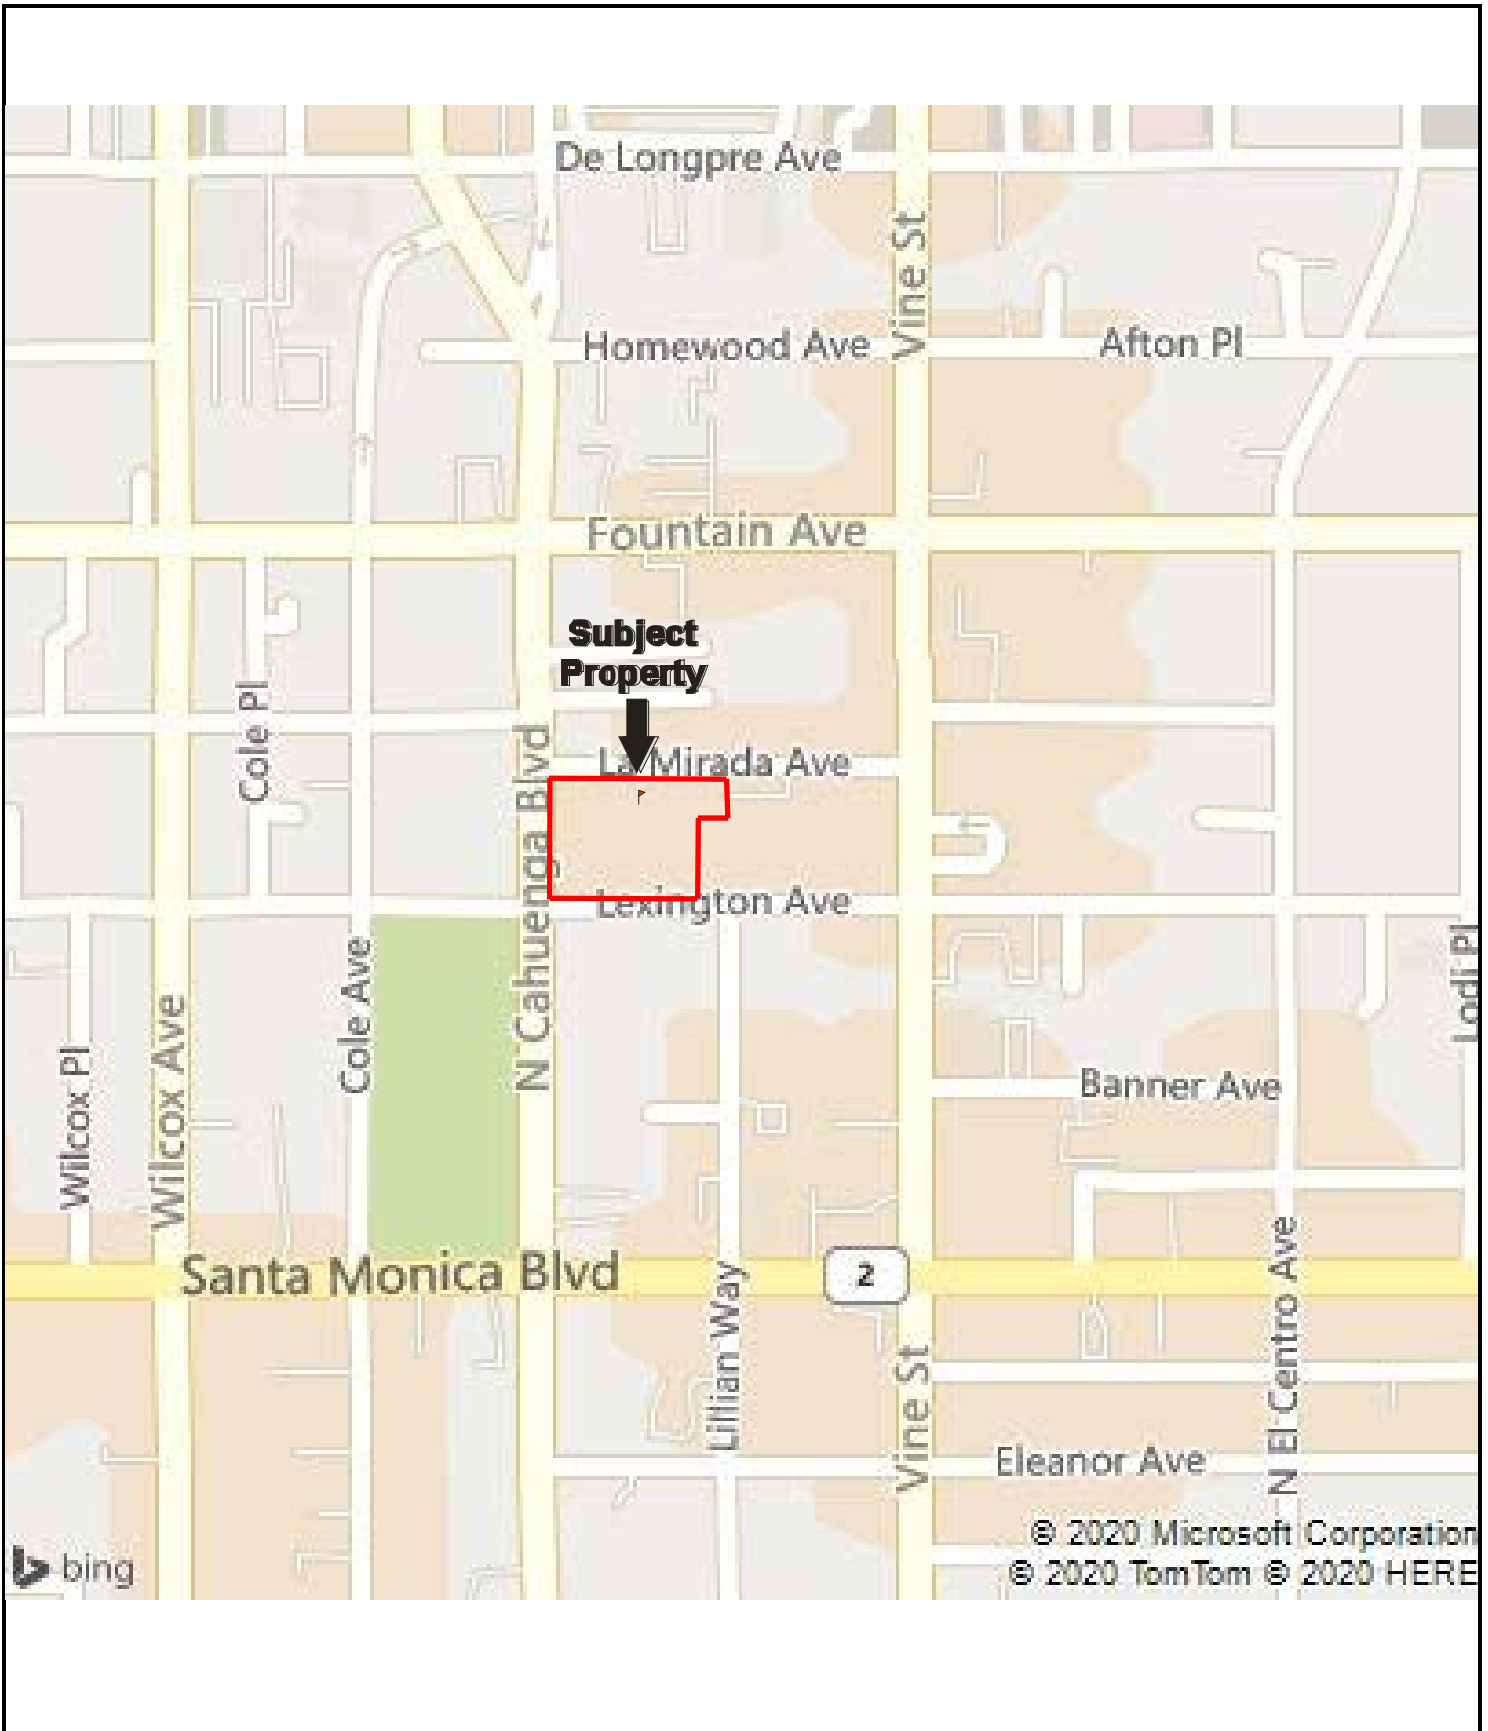 De Longpre Ave
Vine St
Homewood Ave
Afton Pl
Fountain Ave
Subject
Property
Cole Pl
La Mirada Ave
N Cahuenga Blvd
Lexington Ave
Cole Ave
Lodi Pl
Wilcox Pl
Wilcox Ave
Banner Ave
Santa Monica Blvd
2
Lillian Way
Vine St
N El Centro Ave
Eleanor Ave
© 2020 Microsoft Corporation
© 2020 TomTom © 2020 HERE
bing